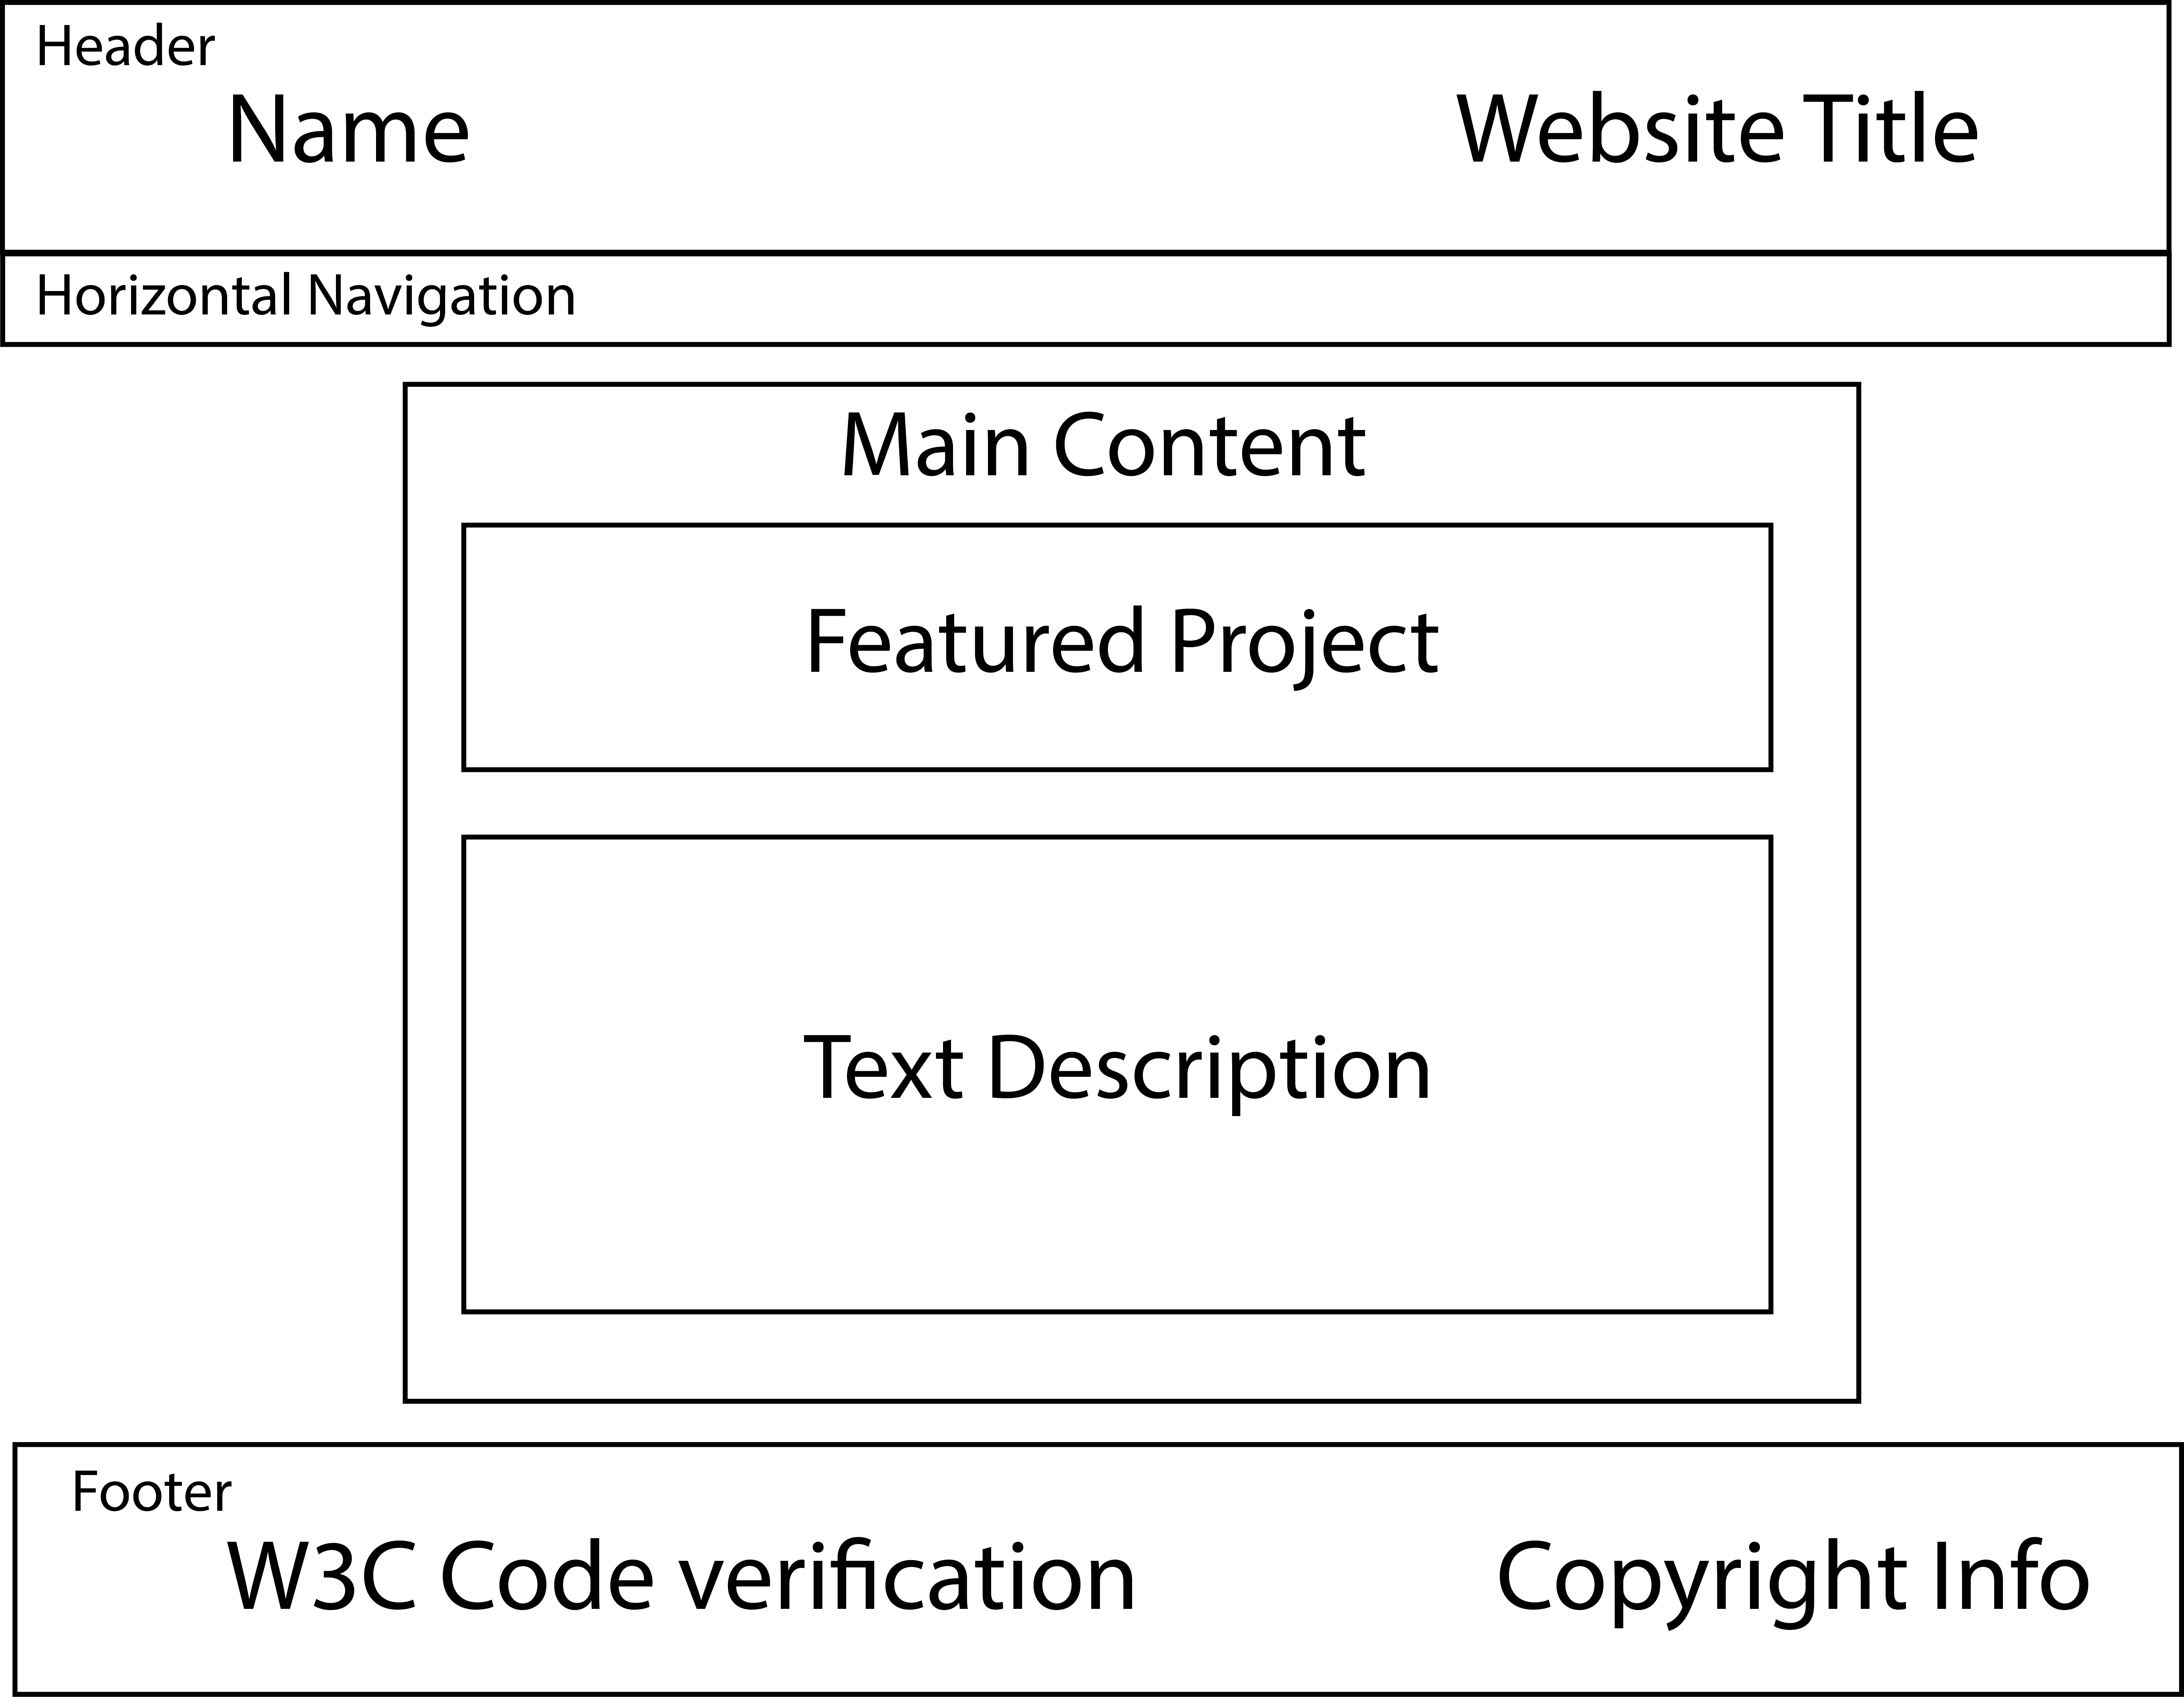 Header
Name Website Title
Horizontal Navigation
Main Content
Featured Project
Text Description
Footer
W3C Code verification Copyright Info